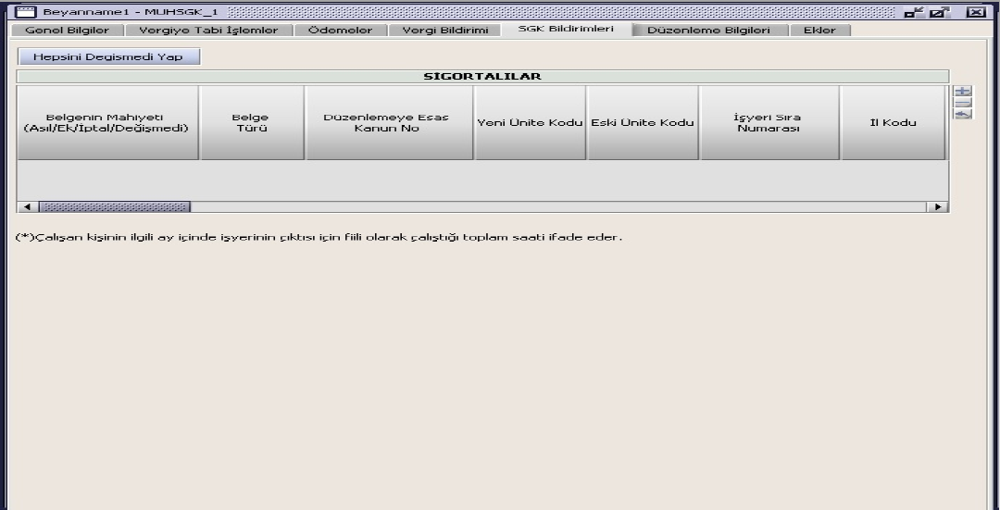 Beyanname1 - MUHSGK_1
Genel Bilgiler Vergiye Tabi İşlemler Ödemeler Vergi Bildirimi SGK Bildirimleri Düzenleme Bilgileri Ekler
Hepsini Degismedi Yap
SİGORTALILAR
Belgenin Mahiyeti
(Asıl/Ek/İptal/Değişmedi)
Belge
Türü
Düzenlemeye Esas
Kanun No
Yeni Ünite Kodu
Eski Ünite Kodu
İşyeri Sıra
Numarası
İl Kodu
(*)Çalışan kişinin ilgili ay içinde işyerinin çıktısı için fiili olarak çalıştığı toplam saati ifade eder.